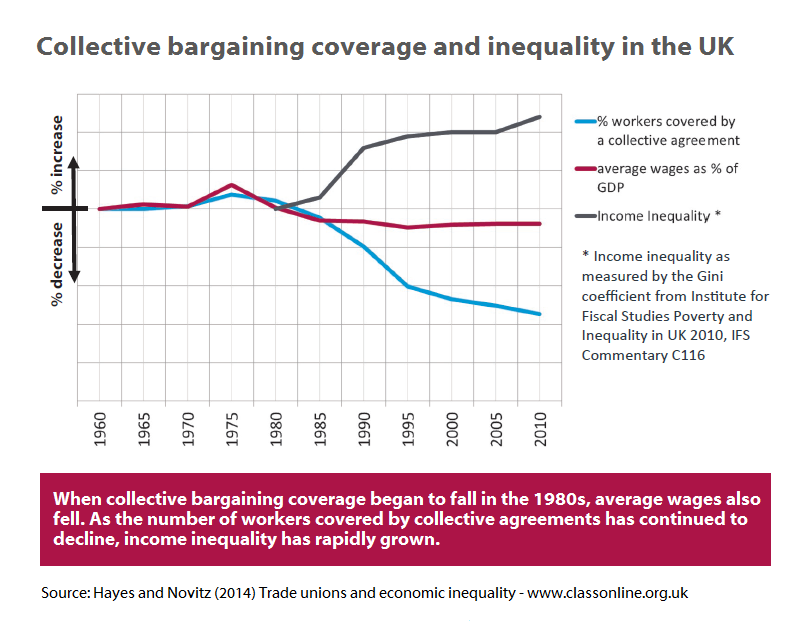 Collective bargaining coverage and inequality in the UK
% increase
% decrease
% workers covered by
a collective agreement
average wages as % of
GDP
Income Inequality *
* Income inequality as
measured by the Gini
coefficient from Institute for
Fiscal Studies Poverty and
Inequality in UK 2010, IFS
Commentary C116
1960
1965
1970
1975
1980
1985
1990
1995
2000
2005
2010
When collective bargaining coverage began to fall in the 1980s, average wages also
fell. As the number of workers covered by collective agreements has continued to
decline, income inequality has rapidly grown.
Source: Hayes and Novitz (2014) Trade unions and economic inequality - www.classonline.org.uk